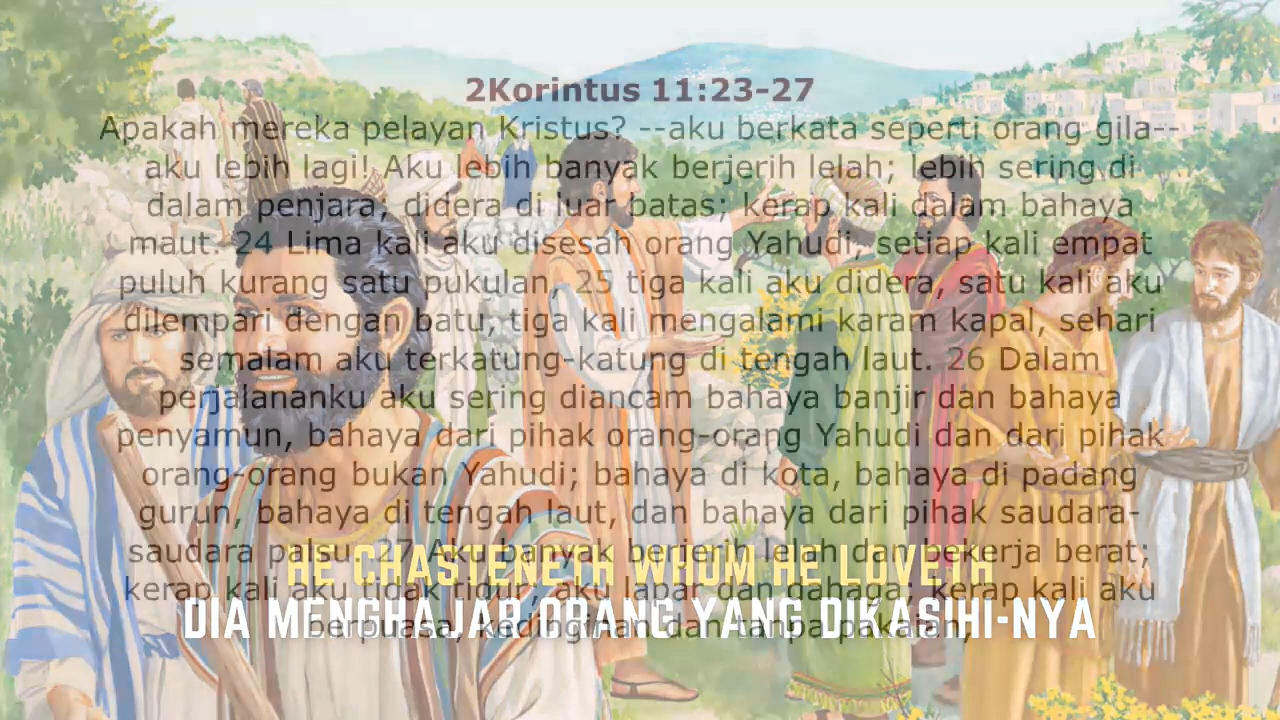 2Korintus 11:23-27
Apakah mereka pelayan Kristus? --aku berkata seperti orang gila--
aku lebih lagi! Aku lebih banyak berjerih lelah; lebih sering di
dalam penjara; didera di luar batas; kerap kali dalam bahaya
maut. 24 Lima kali aku disesah orang Yahudi, setiap kali empat
puluh kurang satu pukulan, 25 tiga kali aku didera, satu kali aku
dilempari dengan batu, tiga kali mengalami karam kapal, sehari
semalam aku terkatung-katung di tengah laut. 26 Dalam
perjalananku aku sering diancam bahaya banjir dan bahaya
penyamun, bahaya dari pihak orang-orang Yahudi dan dari pihak
orang-orang bukan Yahudi; bahaya di kota, bahaya di padang
gurun, bahaya di tengah laut, dan bahaya dari pihak saudara-
saudara palsu. 27 Aku banyak berjerih lelah dan bekerja berat;
HE CHASTENETH WHOM HE LOVETH
kerap kali aku tidak tidur; aku lapar dan dahaga; kerap kali aku
DIA MENGHAJAR ORANG YANG DIKASIHI-NYA
berpuasa, kedinginan dan tanpa pakaian,